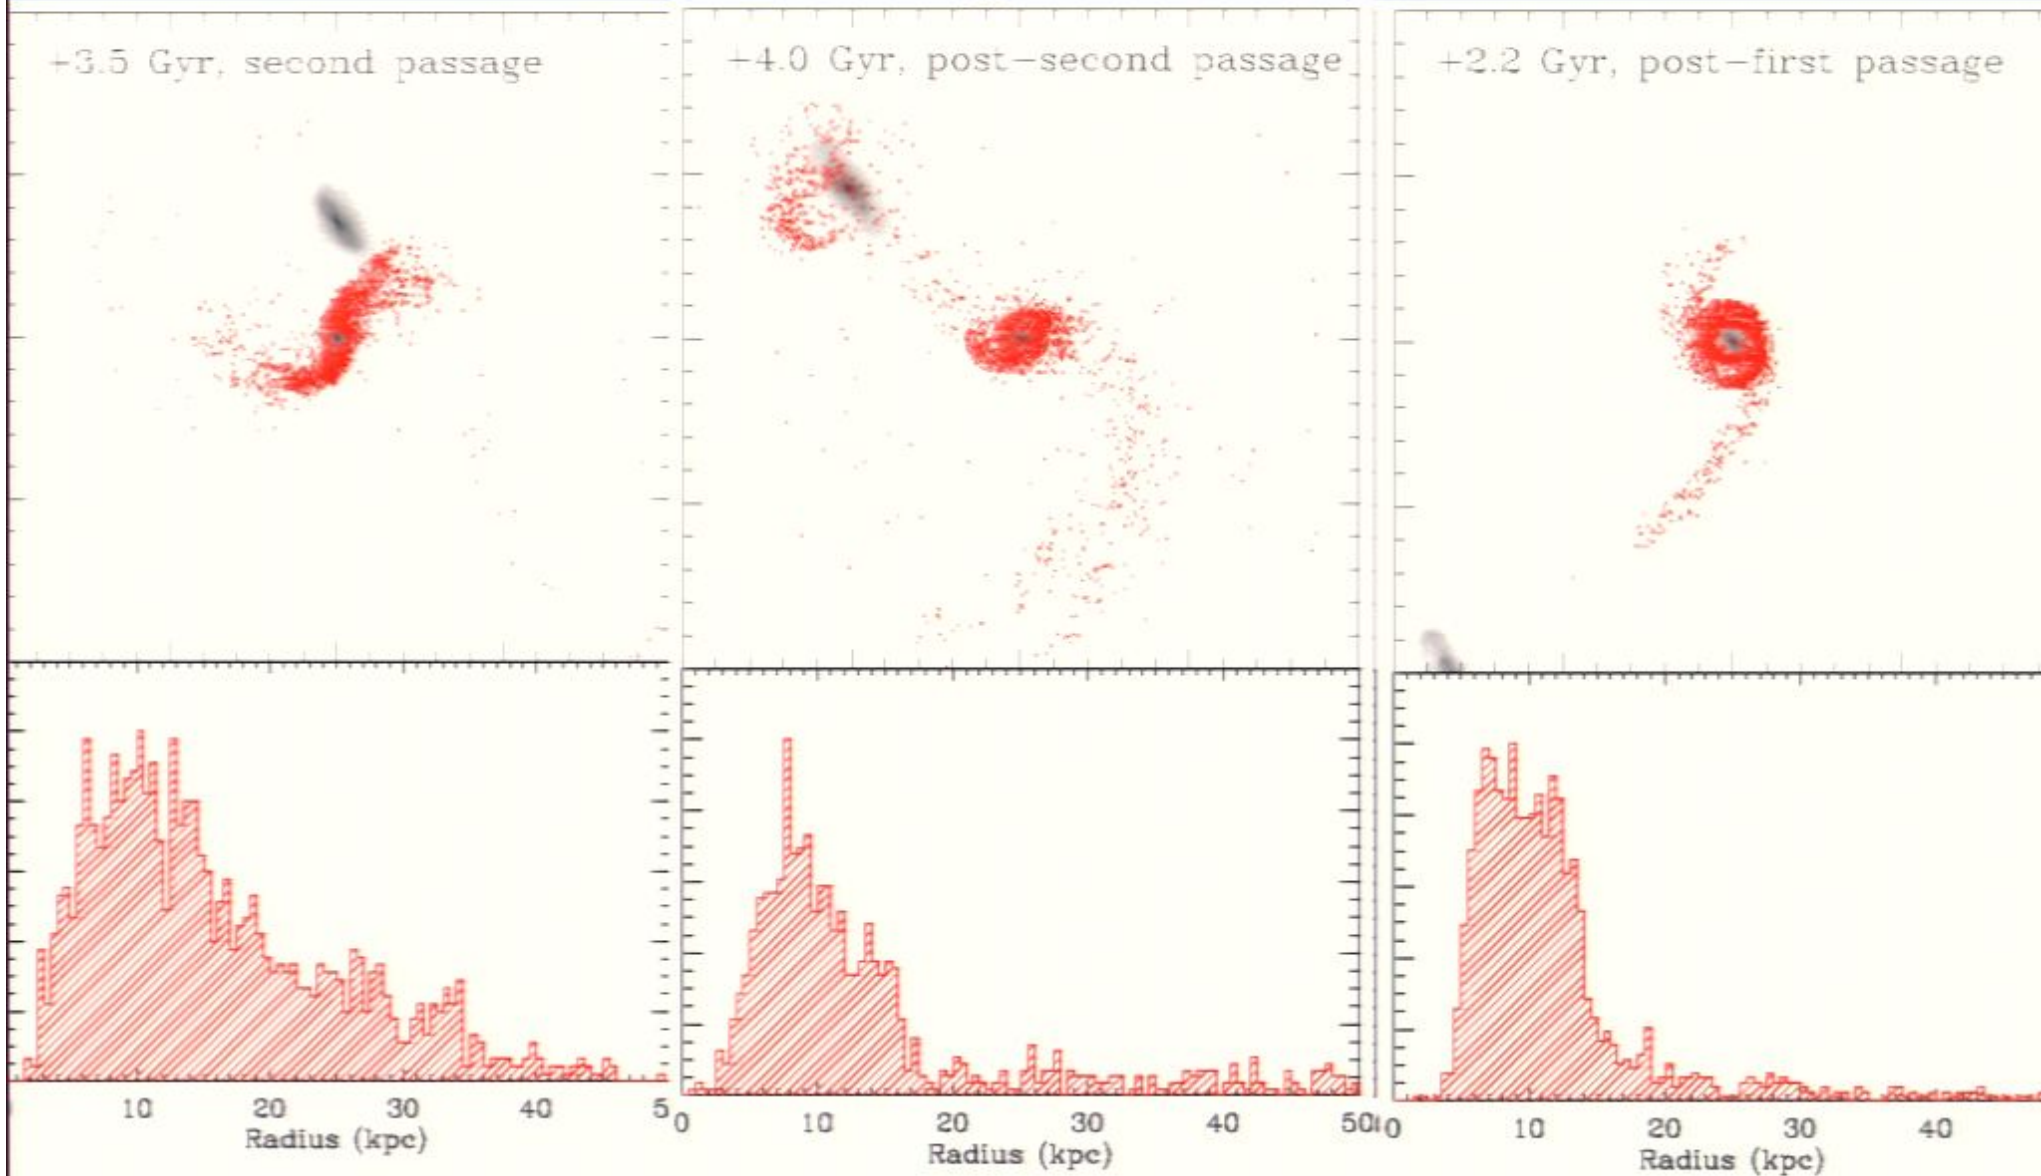 +3.5 Gyr, second passage
+4.0 Gyr, post-second passage
+2.2 Gyr, post-first passage
10 20 30 40 5
Radius (kpc)
0 10 20 30 40 50
Radius (kpc)
0 10 20 30 40
Radius (kpc)